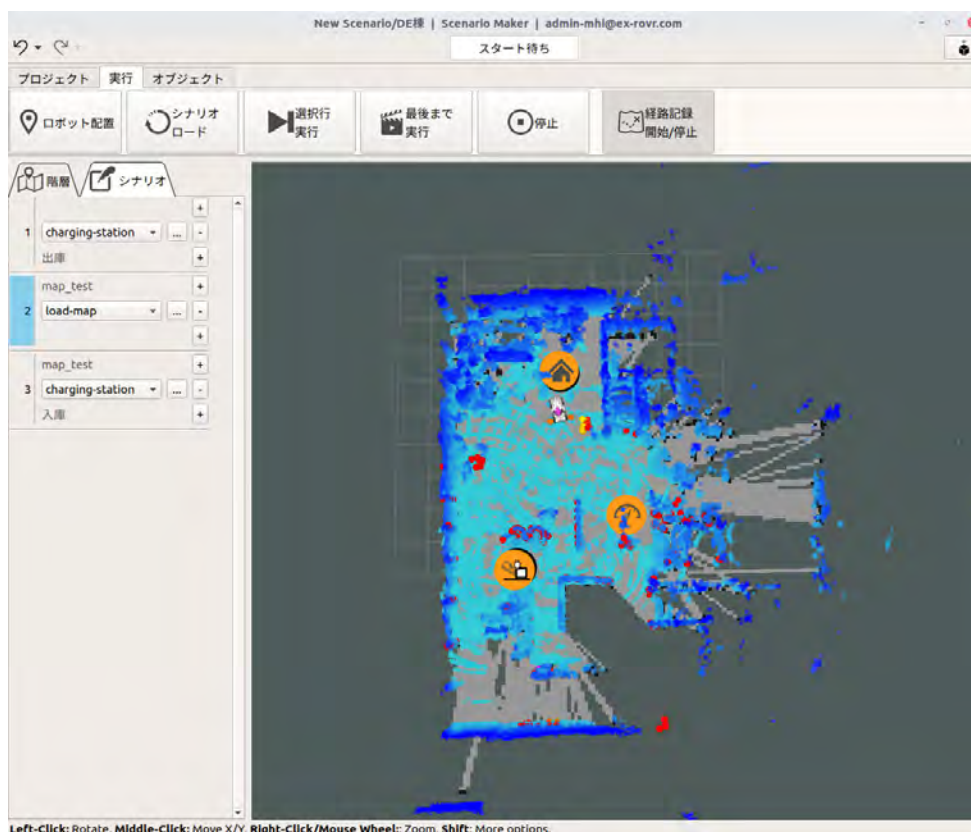 New Scenario/DE棟 | Scenario Maker | admin-mhi@ex-rovr.com
スタート待ち
プロジェクト 実行 オブジェクト
ロボット配置
シナリオ
ロード
選択行
実行
最後まで
実行
停止
経路記録
開始/停止
階層 シナリオ
+
1 charging-station ... -
出庫 +
map_test +
2 load-map ... -
+
map_test +
3 charging-station ... -
入庫 +
Left-Click: Rotate. Middle-Click: Move X/Y. Right-Click/Mouse Wheel:: Zoom. Shift: More options.